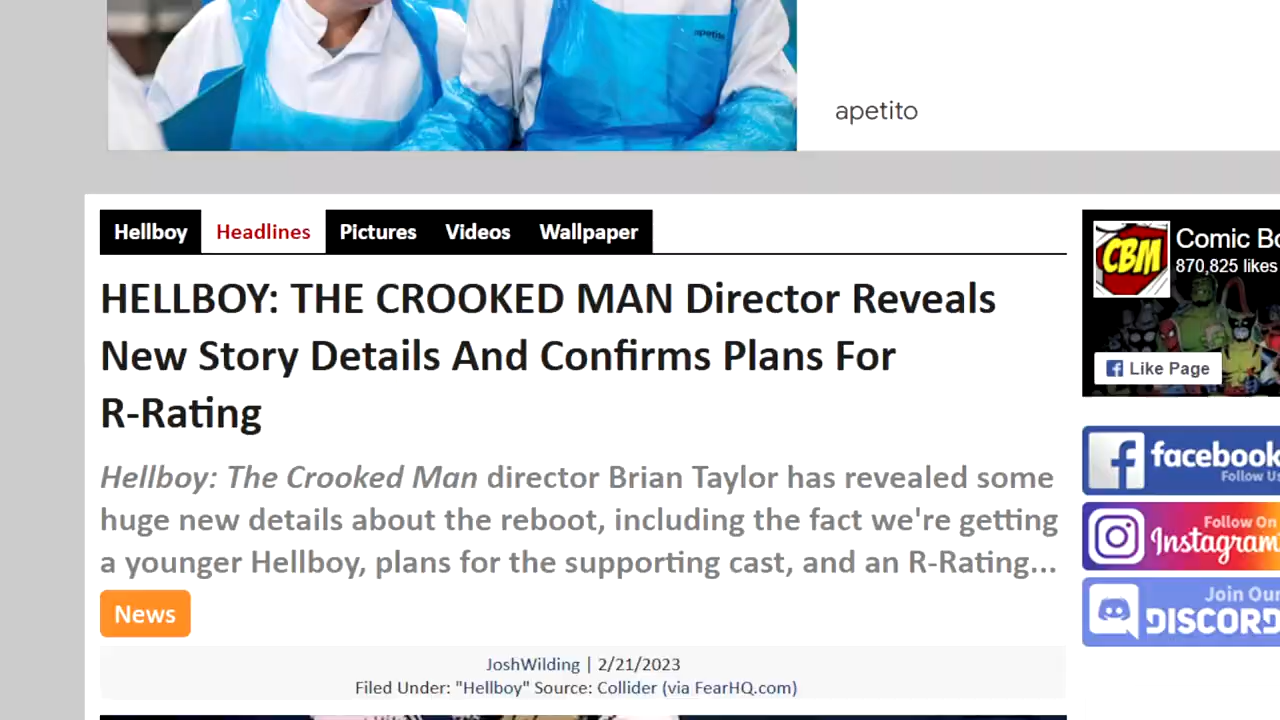 apetito
apetito
Hellboy Headlines Pictures Videos Wallpaper
HELLBOY: THE CROOKED MAN Director Reveals
New Story Details And Confirms Plans For
R-Rating
Hellboy: The Crooked Man director Brian Taylor has revealed some
huge new details about the reboot, including the fact we're getting
a younger Hellboy, plans for the supporting cast, and an R-Rating...
News
JoshWilding | 2/21/2023
Filed Under: "Hellboy" Source: Collider (via FearHQ.com)
CBM
Comic Bo
870,825 likes
Like Page
facebook
Follow Us
Follow On
Instagram
Join Our
DISCORD